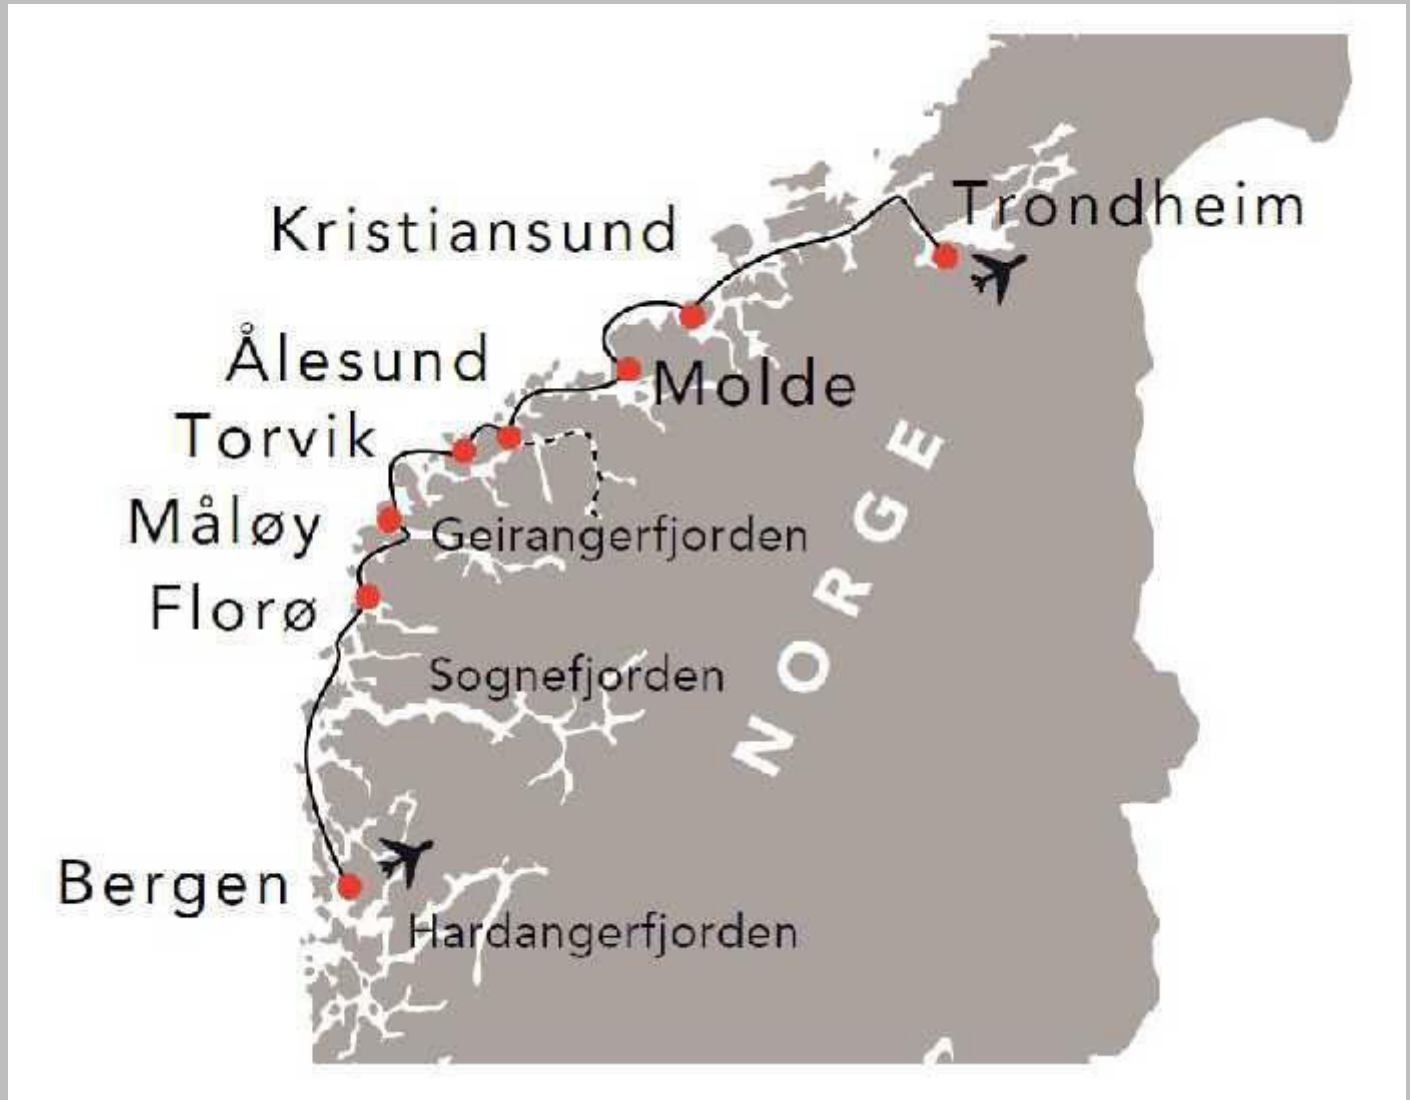 Trondheim
Kristiansund
Ålesund
Molde
Torvik
Måløy
Geirangerfjorden
Florø
Sognefjorden
NORGE
Bergen
Hardangerfjorden